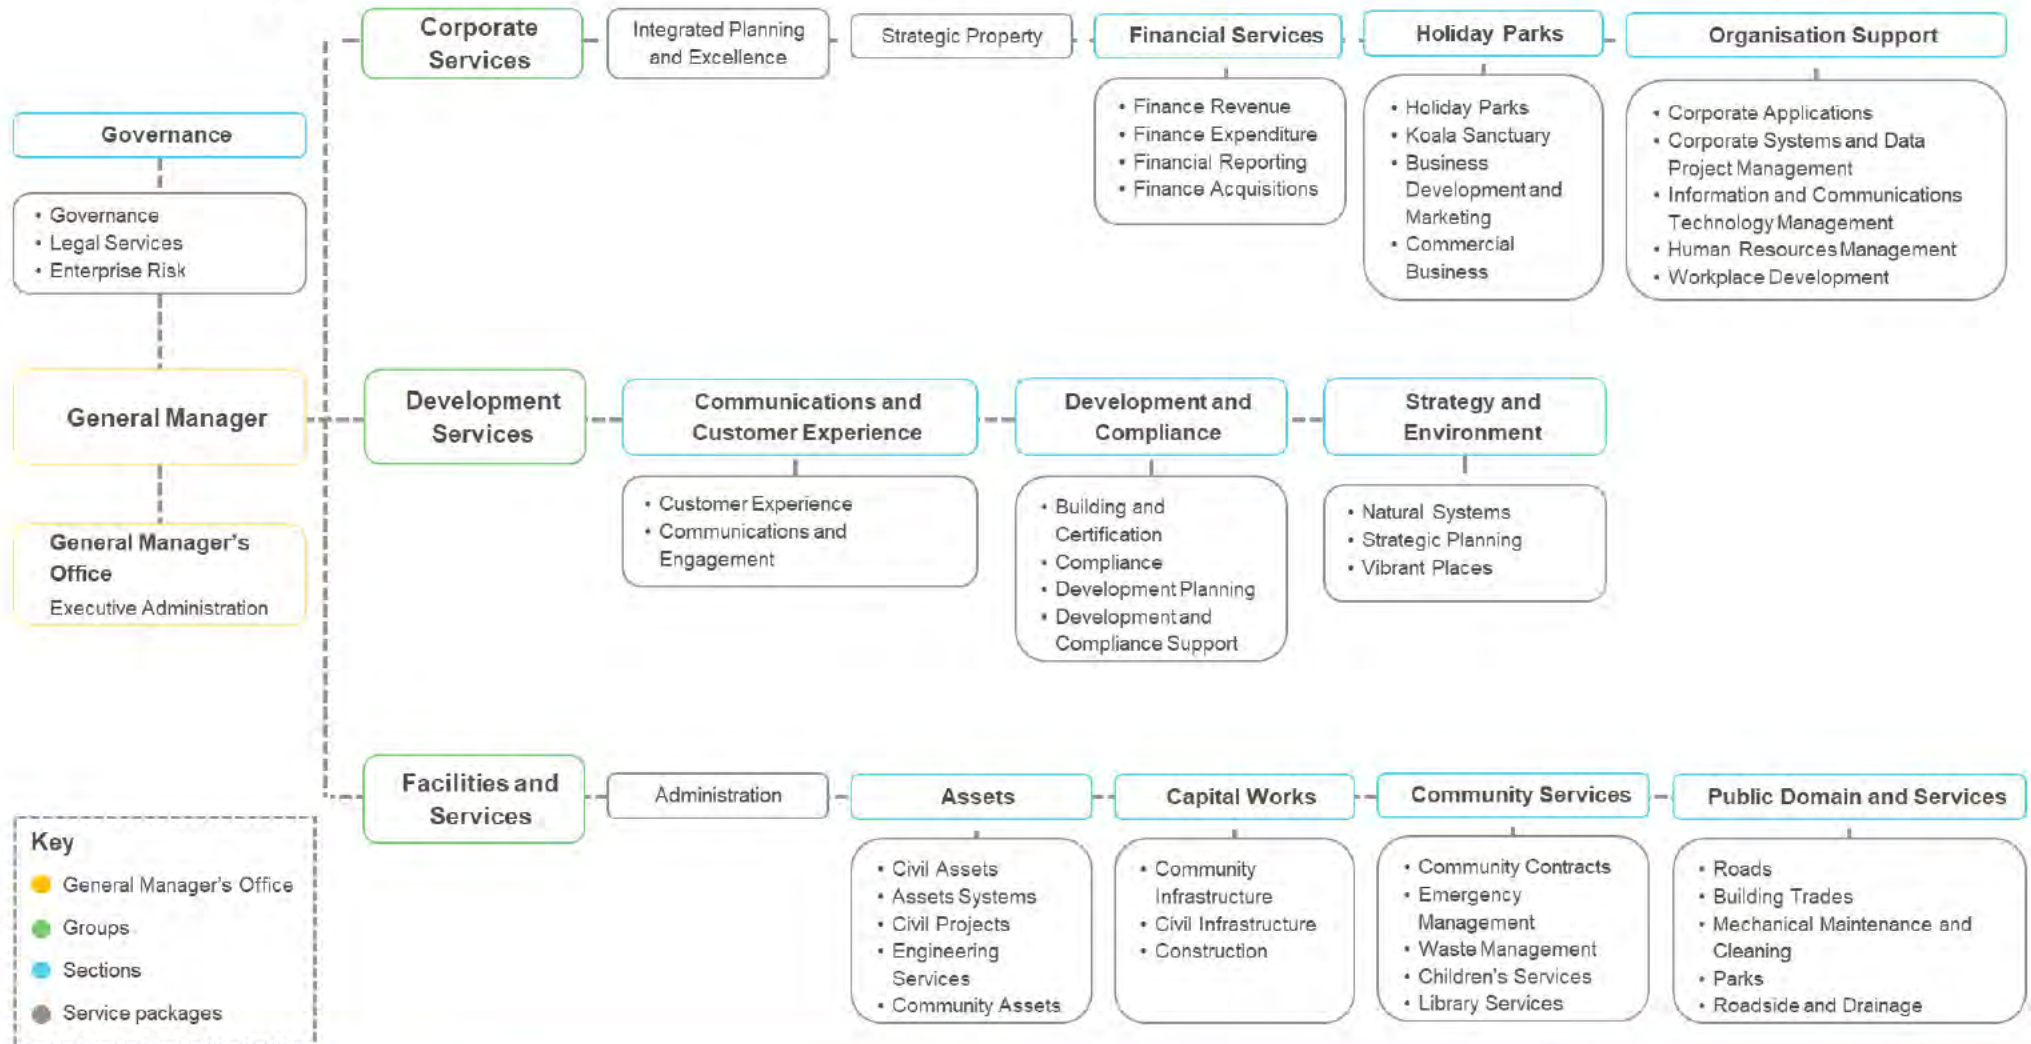 Corporate
Services
Integrated Planning
and Excellence
Strategic Property
Financial Services
Holiday Parks
Organisation Support
• Finance Revenue
• Finance Expenditure
• Financial Reporting
• Finance Acquisitions
• Holiday Parks
• Koala Sanctuary
• Business
Development and
Marketing
• Commercial
Business
• Corporate Applications
• Corporate Systems and Data
Project Management
• Information and Communications
Technology Management
• Human Resources Management
• Workplace Development
Governance
• Governance
• Legal Services
• Enterprise Risk
General Manager
General Manager's
Office
Executive Administration
Development
Services
Communications and
Customer Experience
Development and
Compliance
Strategy and
Environment
• Customer Experience
• Communications and
Engagement
• Building and
Certification
• Compliance
• Development Planning
• Development and
Compliance Support
• Natural Systems
• Strategic Planning
• Vibrant Places
Facilities and
Services
Administration
Assets
Capital Works
Community Services
Public Domain and Services
• Civil Assets
• Assets Systems
• Civil Projects
• Engineering
Services
• Community Assets
• Community
Infrastructure
• Civil Infrastructure
• Construction
• Community Contracts
• Emergency
Management
• Waste Management
• Children's Services
• Library Services
• Roads
• Building Trades
• Mechanical Maintenance and
Cleaning
• Parks
• Roadside and Drainage
Key
General Manager's Office
Groups
Sections
Service packages